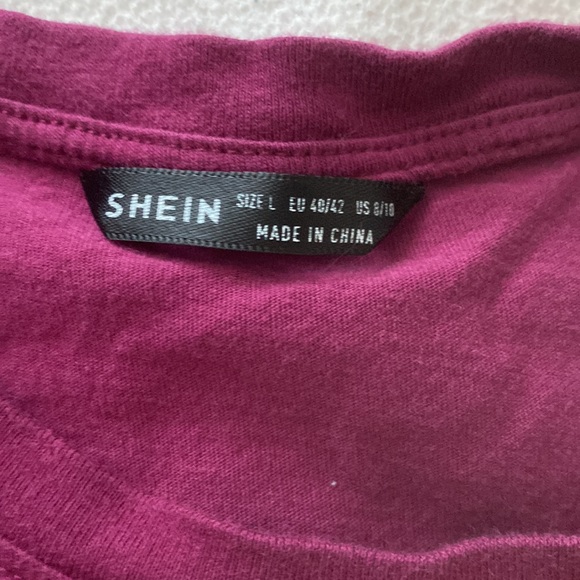 SHEIN SIZE L EU 40/42 US 8/10
MADE IN CHINA